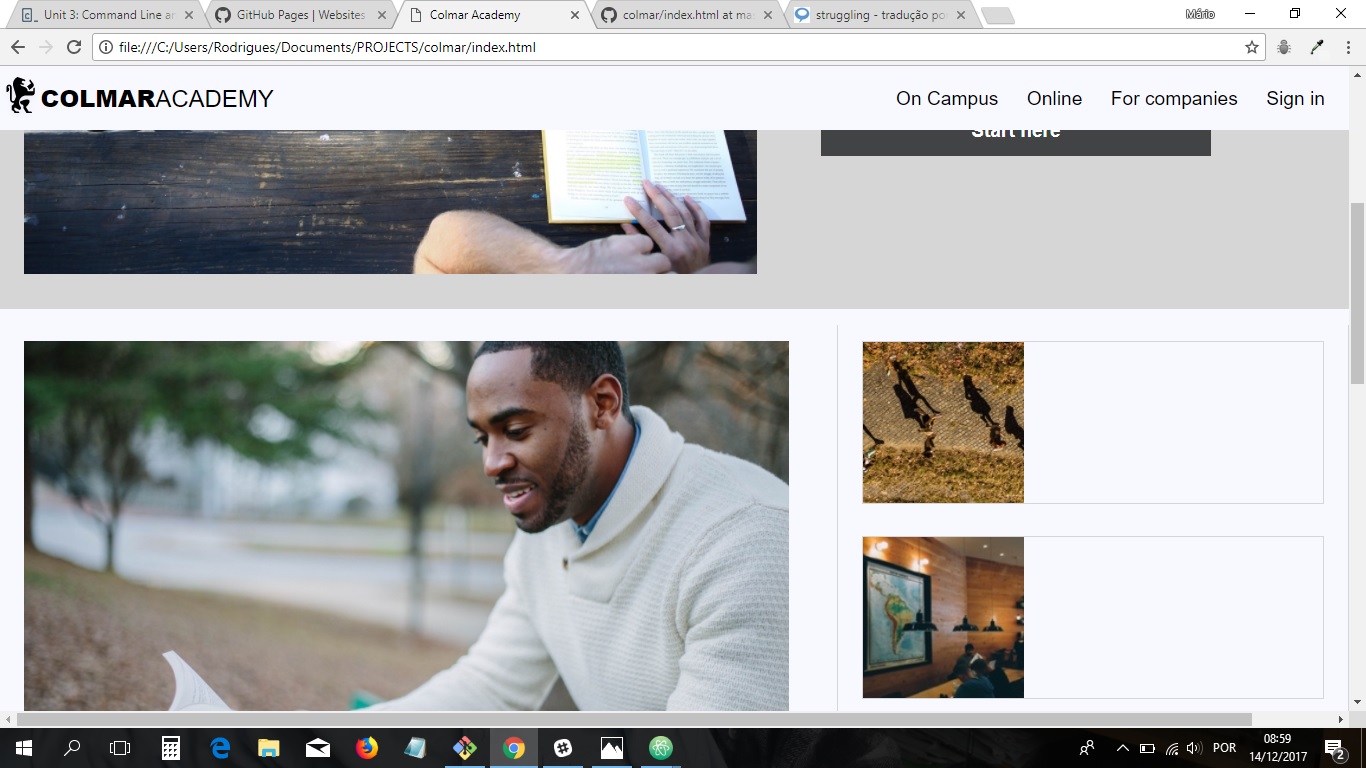 Unit 3: Command Line ar
GitHub Pages | Websites
Colmar Academy
colmar/index.html at ma
struggling - tradução po
Mário
file:///C:/Users/Rodrigues/Documents/PROJECTS/colmar/index.html
COLMARACADEMY
On Campus
Online
For companies
Sign in
Start here
POR
08:59
14/12/2017
2